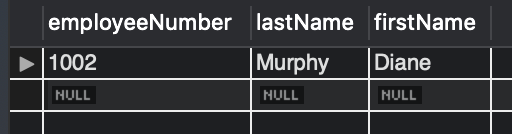 employeeNumber lastName firstName
1002 Murphy Diane
NULL NULL NULL